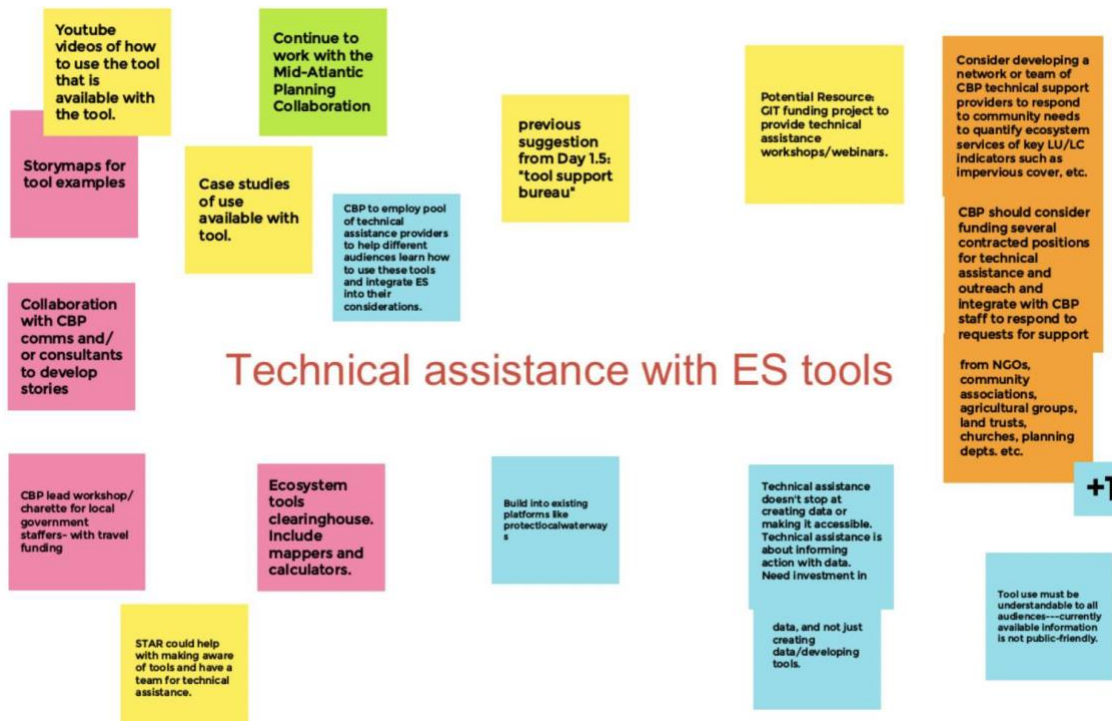 Youtube
videos of how
to use the tool
that is
available with
the tool.
Continue to
work with the
Mid-Atlantic
Planning
Collaboration
Storymaps for
tool examples
Case studies
of use
available with
tool.
CBP to employ pool
of technical
assistance providers
to help different
audiences learn how
to use these tools
and integrate ES
into their
considerations.
previous
suggestion
from Day 1.5:
"tool support
bureau"
Potential Resource:
GIT funding project to
provide technical
assistance
workshops/webinars.
Consider developing a
network or team of
CBP technical support
providers to respond
to community needs
to quantify ecosystem
services of key LU/LC
indicators such as
impervious cover, etc.
CBP should consider
funding several
contracted positions
for technical
assistance and
outreach and
integrate with CBP
staff to respond to
requests for support
from NGOs,
community
associations,
agricultural groups,
land trusts,
churches, planning
depts. etc.
+1
Collaboration
with CBP
comms and/
or consultants
to develop
stories
Technical assistance with ES tools
CBP lead workshop/
charette for local
government
staffers- with travel
funding
Ecosystem
tools
clearinghouse.
Include
mappers and
calculators.
Build into existing
platforms like
protectlocalwaterway
s
Technical assistance
doesn't stop at
creating data or
making it accessible.
Technical assistance is
about informing
action with data.
Need investment in
data, and not just
creating
data/developing
tools.
Tool use must be
understandable to all
audiences---currently
available information
is not public-friendly.
STAR could help
with making aware
of tools and have a
team for technical
assistance.